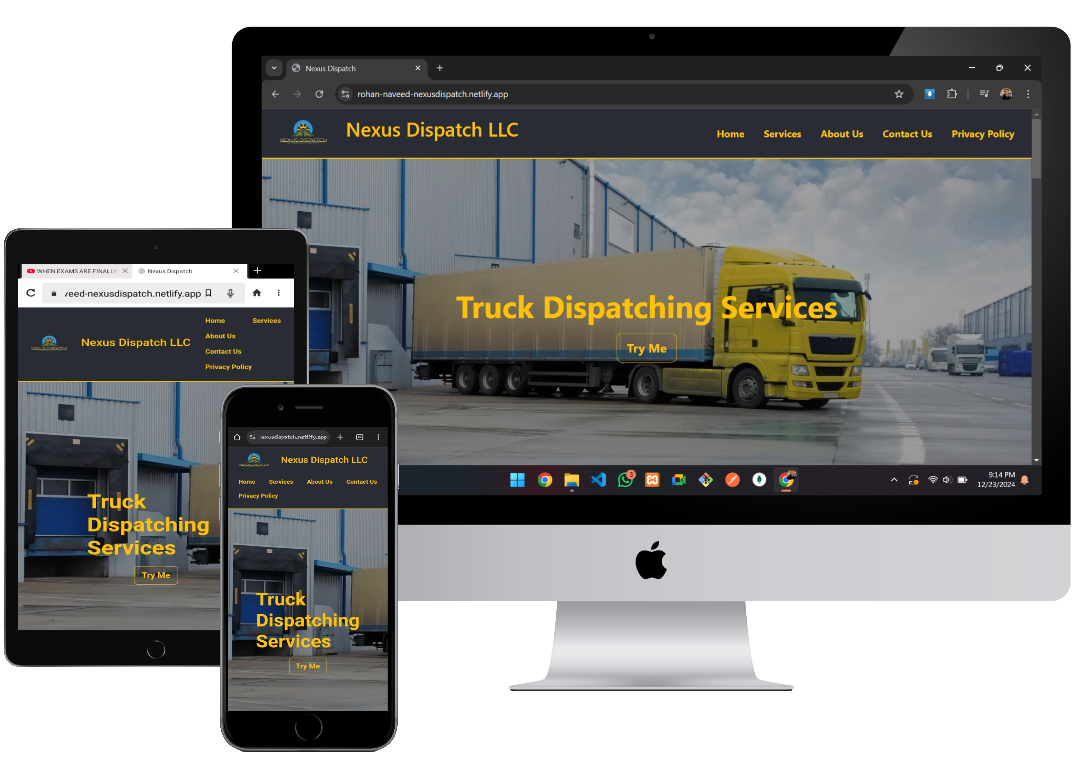 Nexus Dispatch
rohan-naveed-nexusdispatch.netlify.app
NEXUS DISPATCH
Nexus Dispatch LLC
Home Services About Us Contact Us Privacy Policy
Truck Dispatching Services
Try Me
3
9:14 PM
12/23/2024
WHEN EXAMS ARE FINALLY
Nexus Dispatch
veed-nexusdispatch.netlify.app
Nexus Dispatch LLC
Home Services
About Us
Contact Us
Privacy Policy
Truck
Dispatching
Services
Try Me
nexusdispatch.netlify.app
Nexus Dispatch LLC
Home Services About Us Contact Us
Privacy Policy
Truck
Dispatching
Services
Try Me